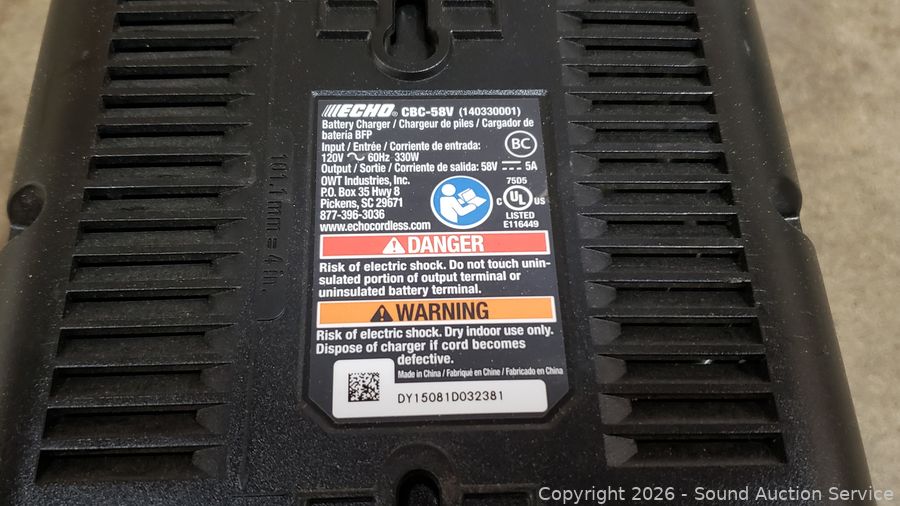 ECHO® CBC-58V (140330001)
Battery Charger / Chargeur de piles / Cargador de
batería BFP
Input / Entrée / Corriente de entrada:
120V ∿ 60Hz 330W
Output / Sortie / Corriente de salida: 58V ⎓ 5A
OWT Industries, Inc.
P.O. Box 35 Hwy 8
Pickens, SC 29671
877-396-3036
www.echocordless.com
BC
75D5
c UL® US
LISTED
E116449
DANGER
Risk of electric shock. Do not touch unin-
sulated portion of output terminal or
uninsulated battery terminal.
WARNING
Risk of electric shock. Dry indoor use only.
Dispose of charger if cord becomes
defective.
Made in China / Fabriqué en Chine / Fabricado en China
DY15081D032381
101.1mm = 4 in.
Copyright 2026 - Sound Auction Service